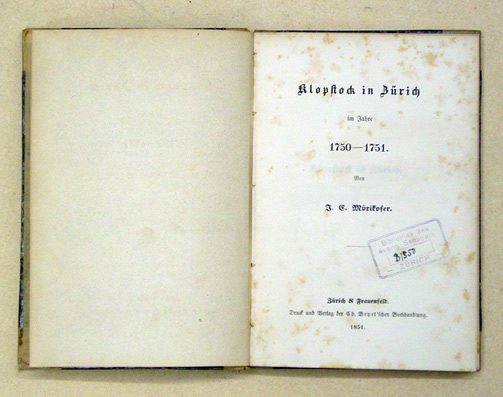 Klopstock in Zürich
im Jahre
1750—1751.
Von
J. C. Mörikofer.
Zürich & Frauenfeld.
Druck und Verlag der Ch. Beyel'schen Buchhandlung.
1851.
ZÜRICH